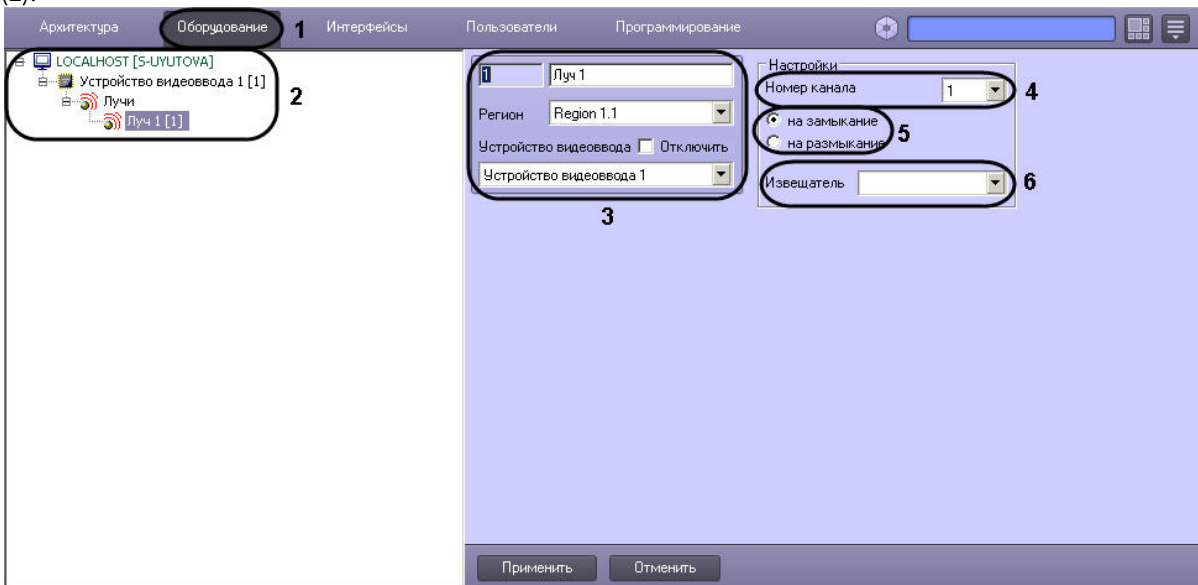 (2).
Архитектура Оборудование 1 Интерфейсы Пользователи Программирование
LOCALHOST [S-UYUTOVA]
Устройство видеоввода 1 [1]
Лучи
Луч 1 [1]
2
1 Луч 1
Регион Region 1.1
Устройство видеоввода Отключить
Устройство видеоввода 1
3
Настройки
Номер канала 1 4
на замыкание
на размыкание
5
Извещатель 6
Применить Отменить